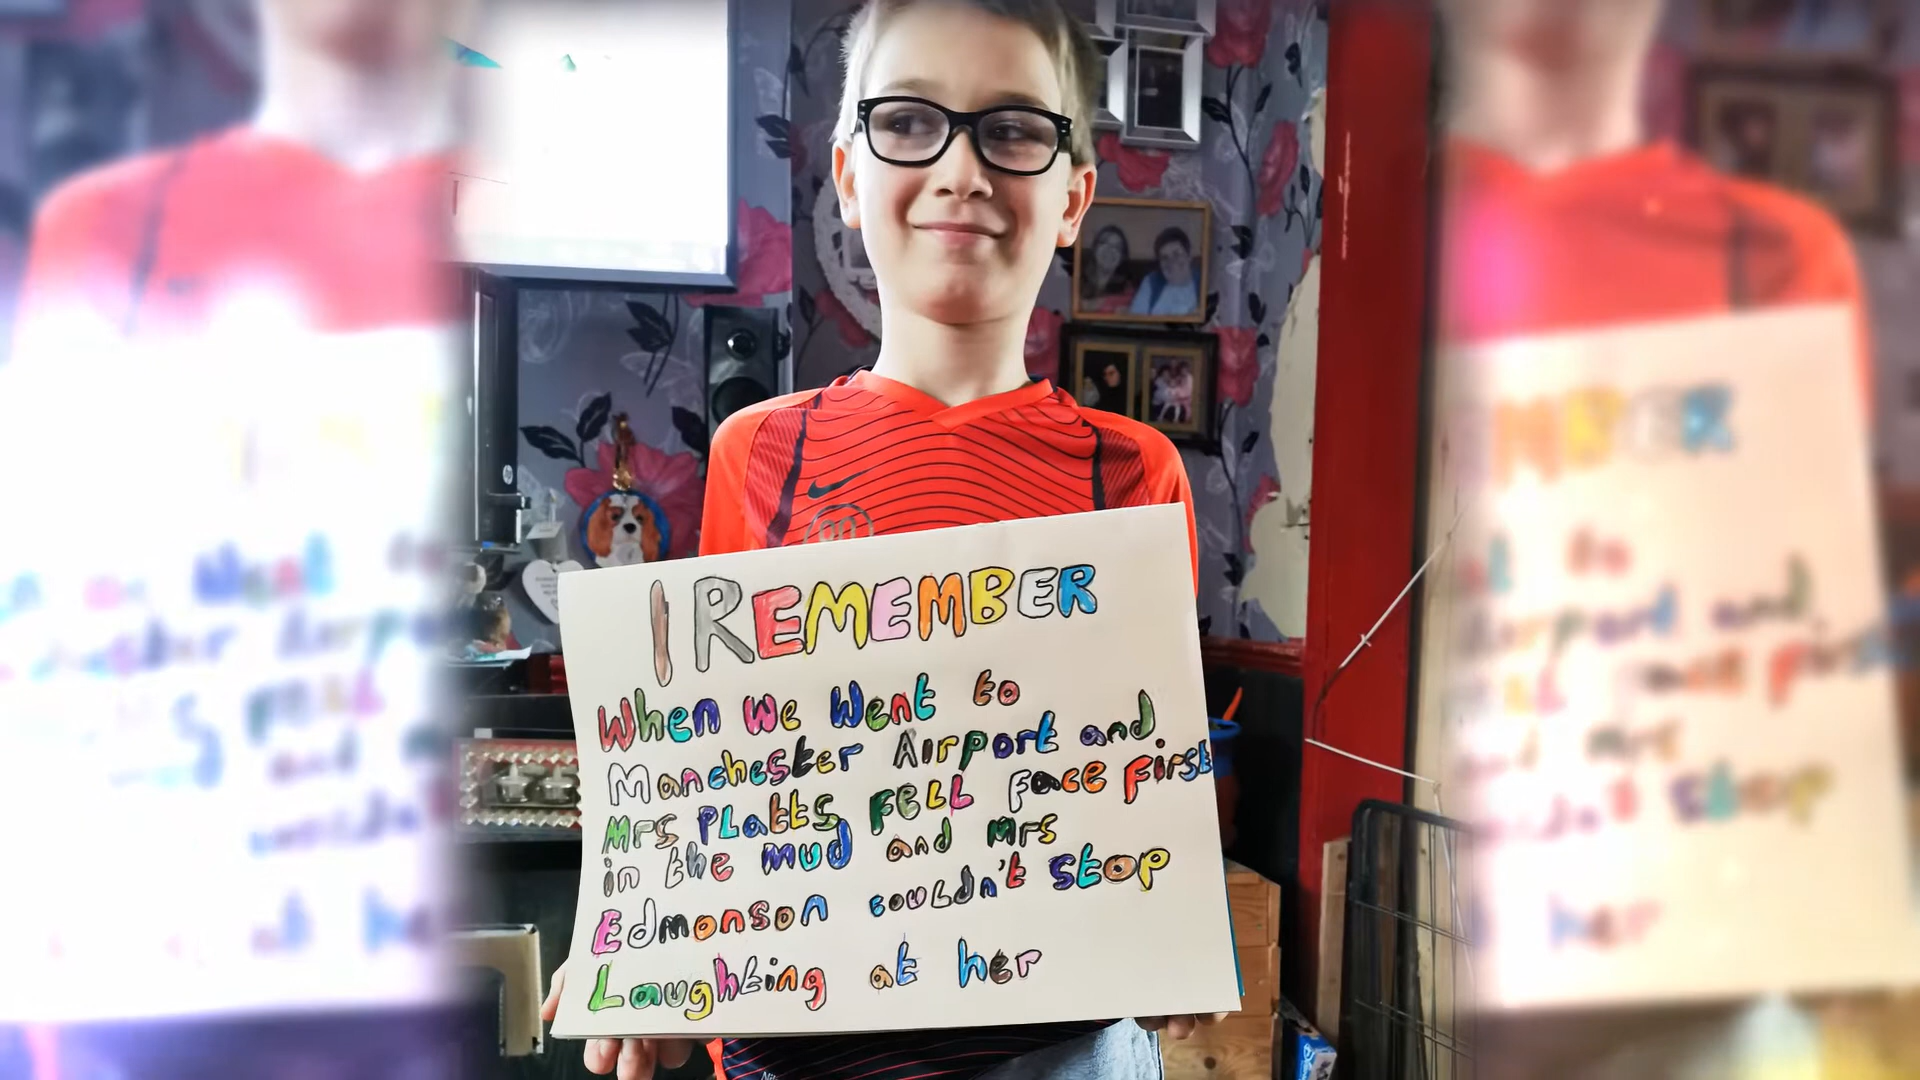 I REMEMBER
When we went to
Manchester Airport and
Mrs PLatts FeLL face first
in the mud and Mrs
Edmonson couLdn't stop
Laughting at her